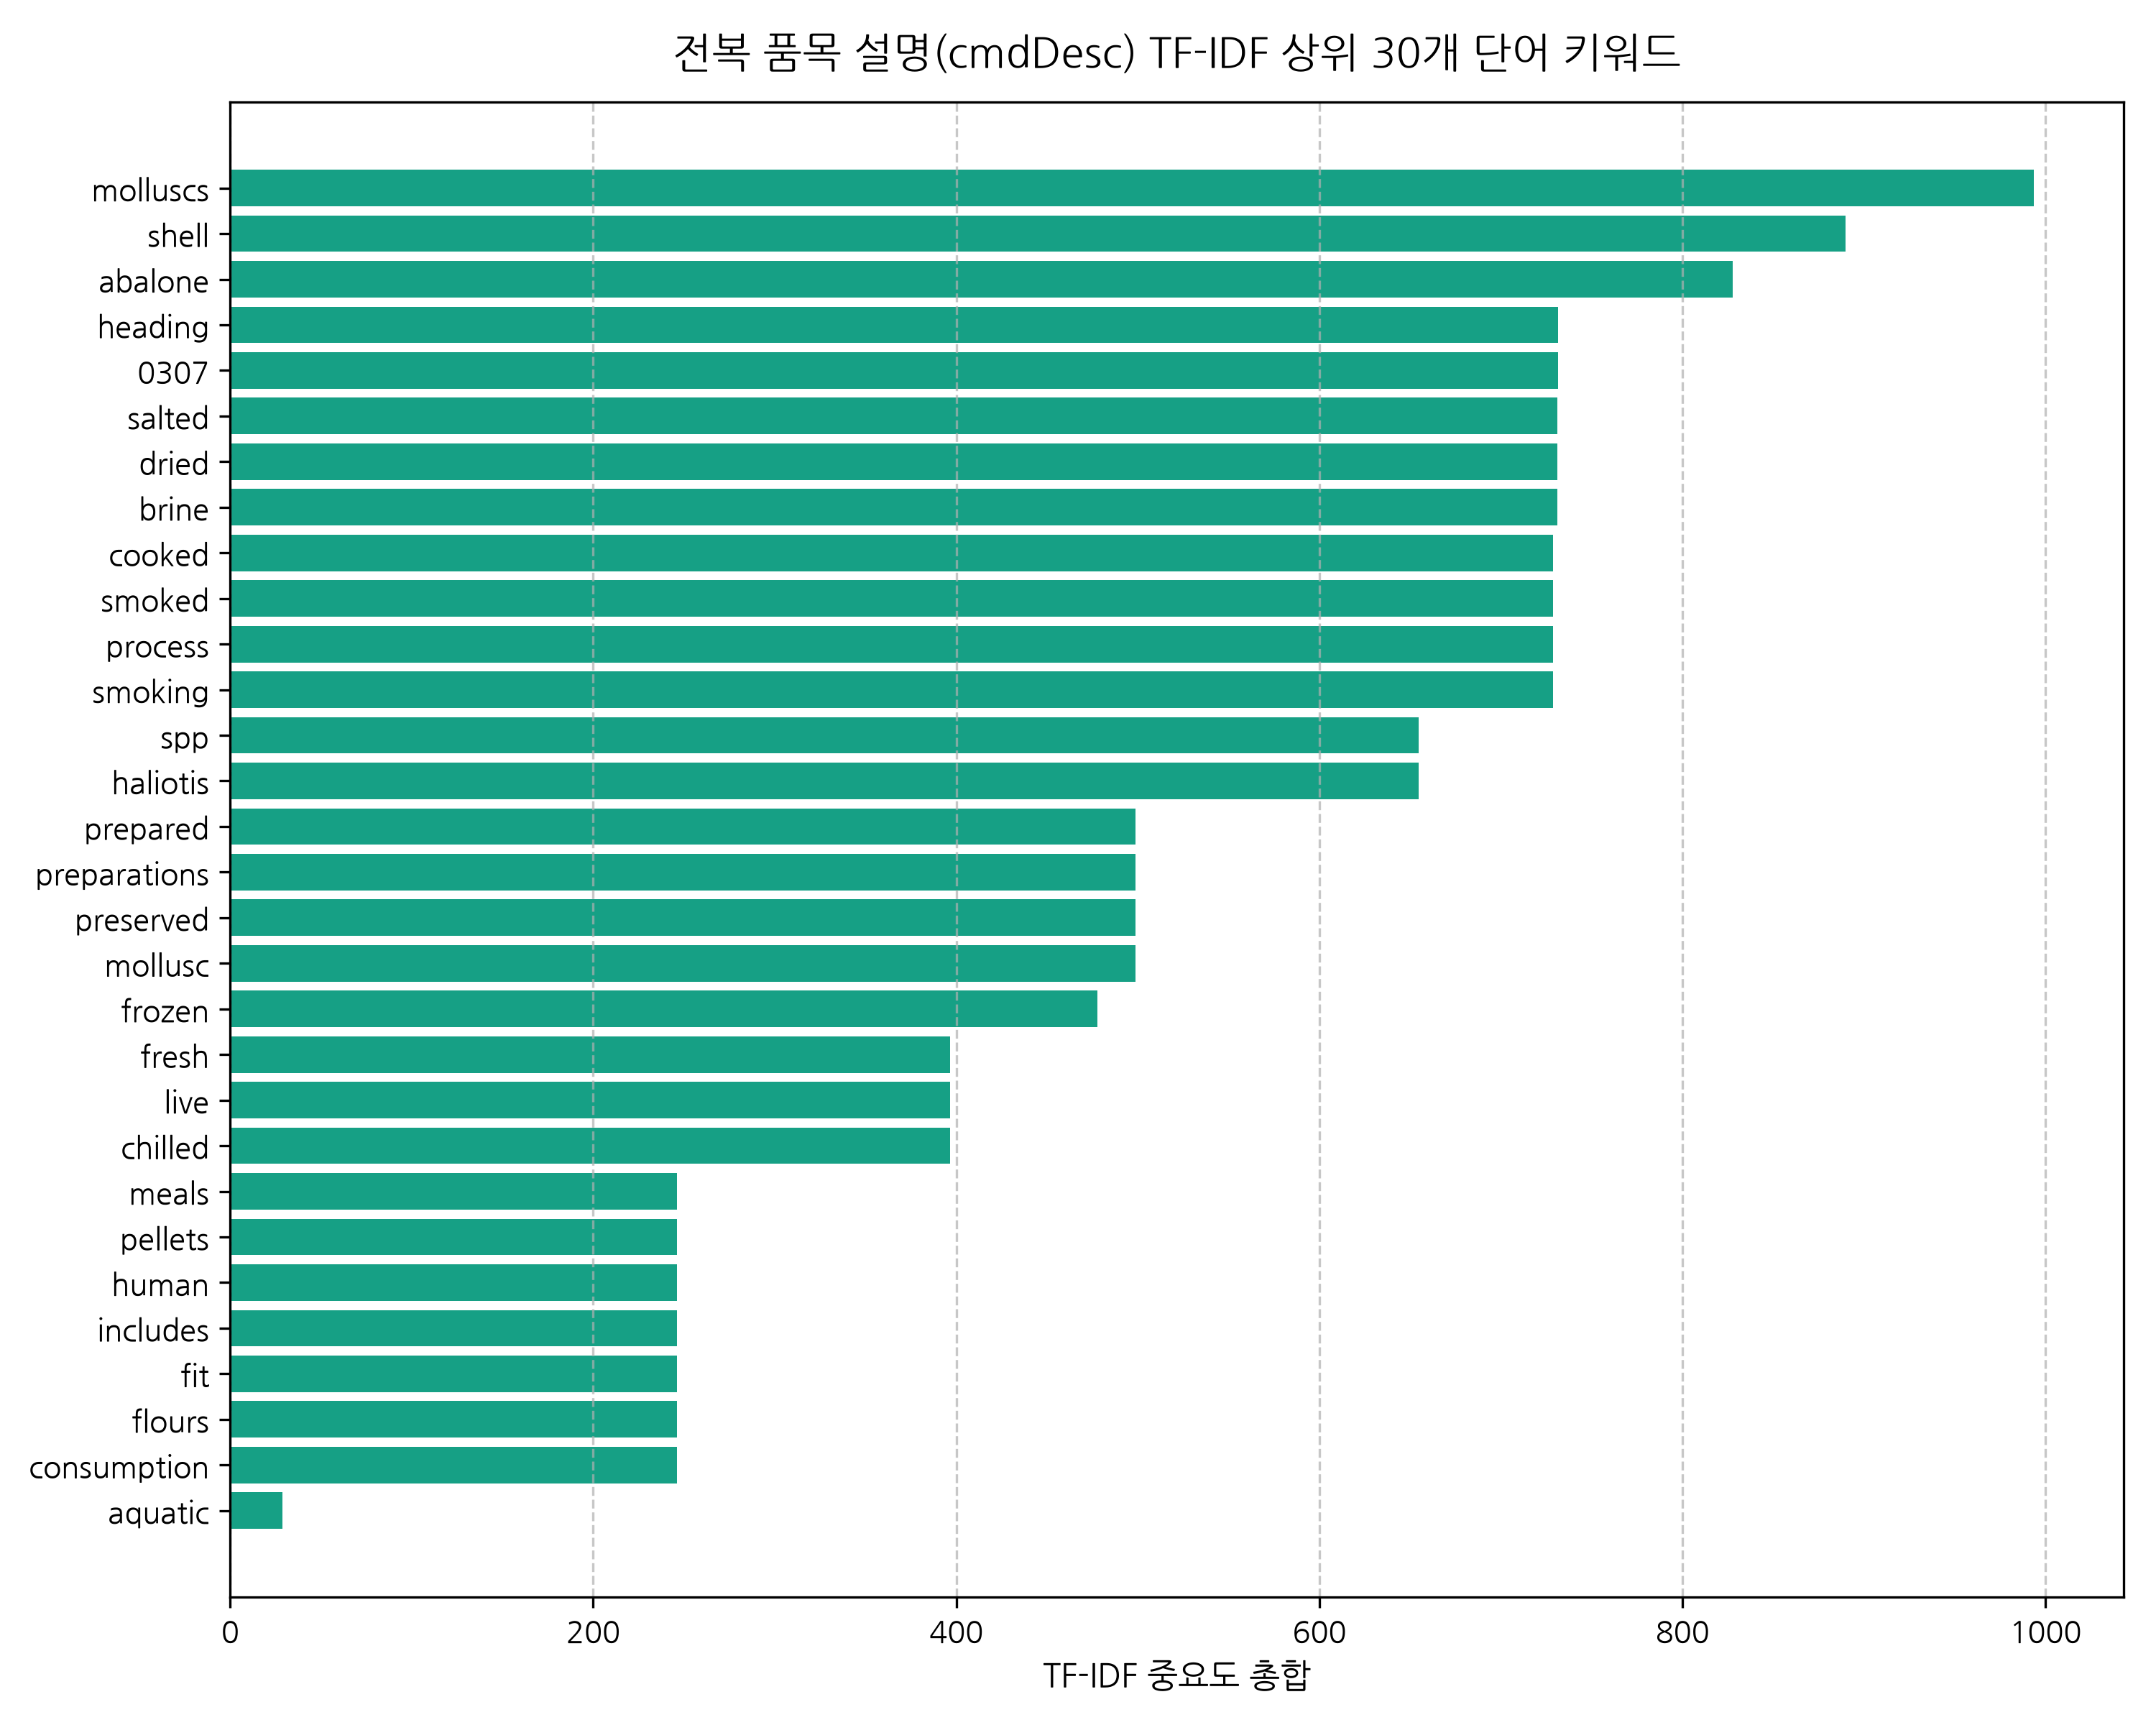 전복 품목 설명(cmdDesc) TF-IDF 상위 30개 단어 키워드
molluscs
shell
abalone
heading
0307
salted
dried
brine
cooked
smoked
process
smoking
spp
haliotis
prepared
preparations
preserved
mollusc
frozen
fresh
live
chilled
meals
pellets
human
includes
fit
flours
consumption
aquatic
0 200 400 600 800 1000
TF-IDF 중요도 총합